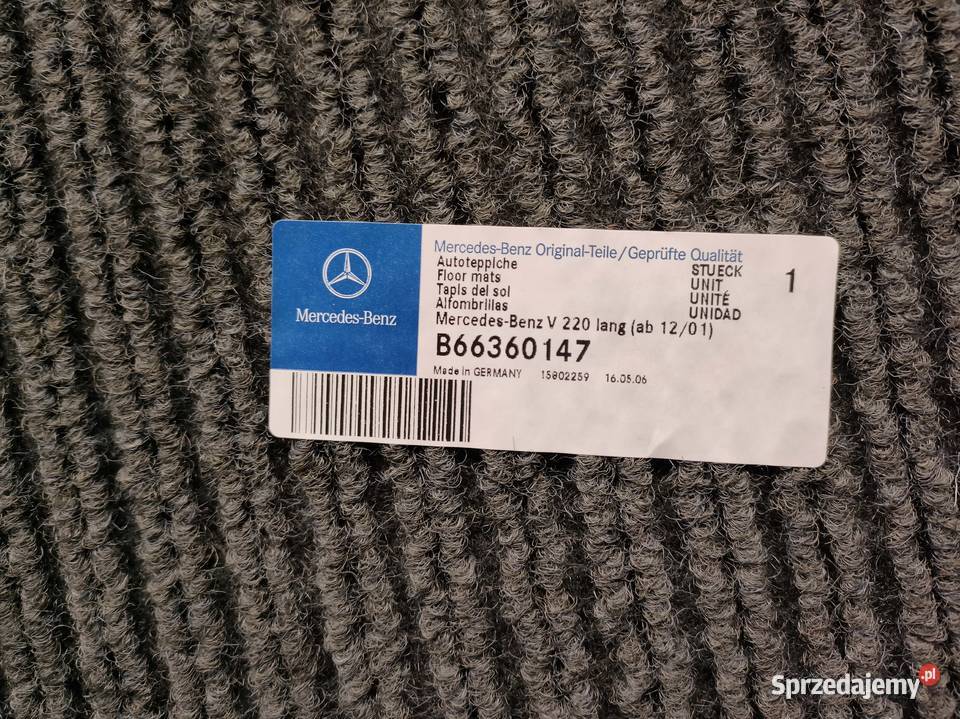 Mercedes-Benz
Mercedes-Benz Original-Teile/Geprüfte Qualität
Autoteppiche STUECK 1
Floor mats UNIT
Tapis del sol UNITÉ
Alfombrillas UNIDAD
Mercedes-Benz V 220 lang (ab 12/01)
B66360147
Made in GERMANY 15802259 16.05.06
Sprzedajemy.pl